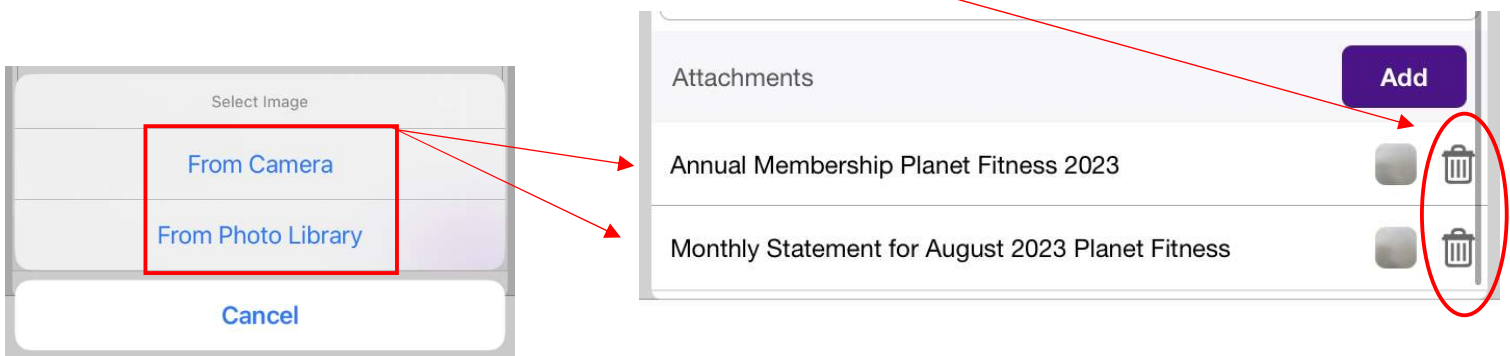 Select Image
From Camera
From Photo Library
Cancel
Attachments
Add
Annual Membership Planet Fitness 2023
Monthly Statement for August 2023 Planet Fitness